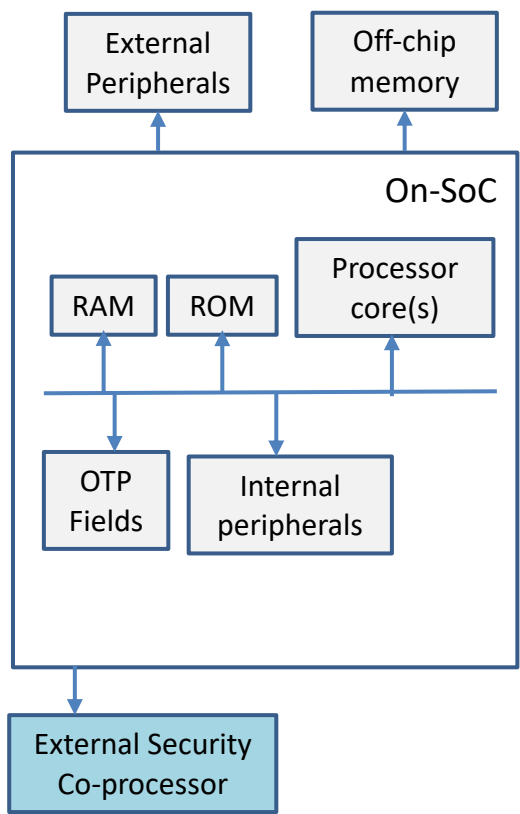 External
Peripherals
Off-chip
memory
On-SoC
RAM
ROM
Processor
core(s)
OTP
Fields
Internal
peripherals
External Security
Co-processor